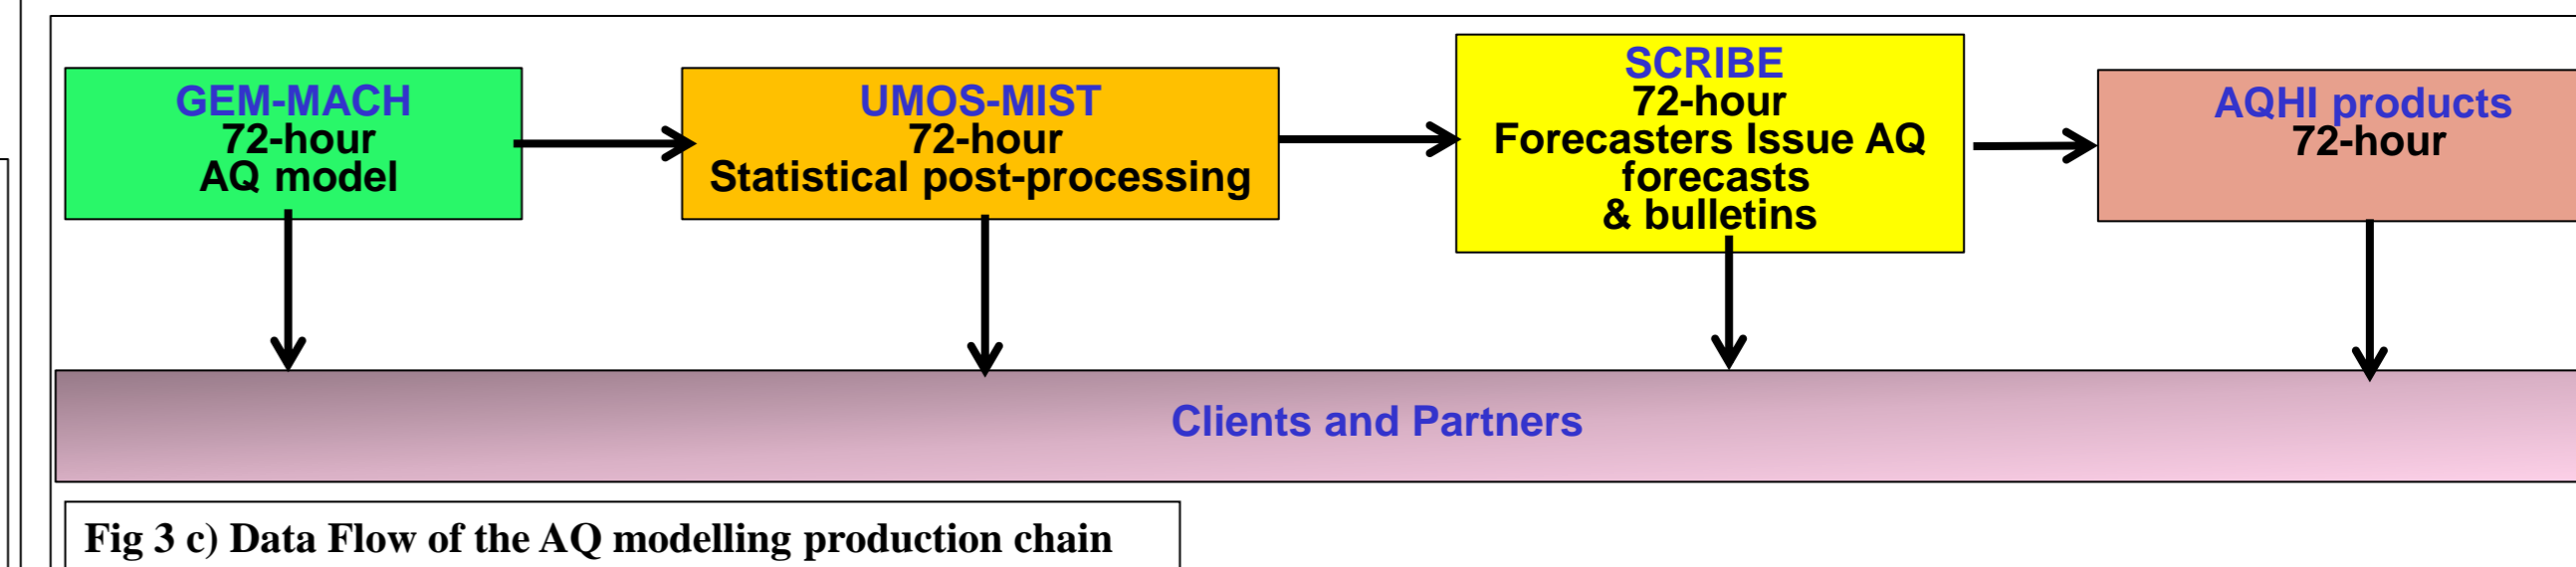 GEM-MACH
72-hour
AQ model
UMOS-MIST
72-hour
Statistical post-processing
SCRIBE
72-hour
Forecasters Issue AQ
forecasts
& bulletins
AQHI products
72-hour
Clients and Partners
Fig 3 c) Data Flow of the AQ modelling production chain